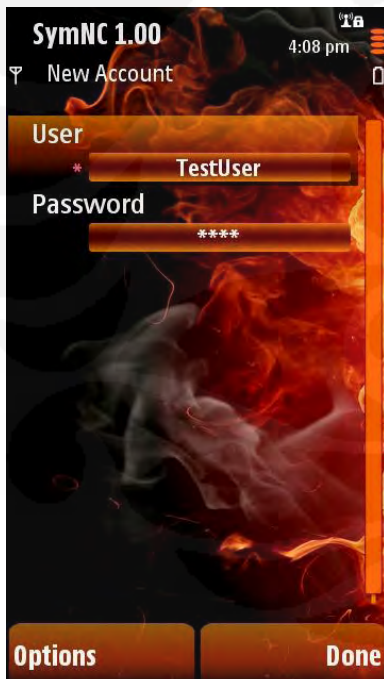 SymNC 1.00
4:08 pm
New Account
User
* TestUser
Password
****
Options
Done